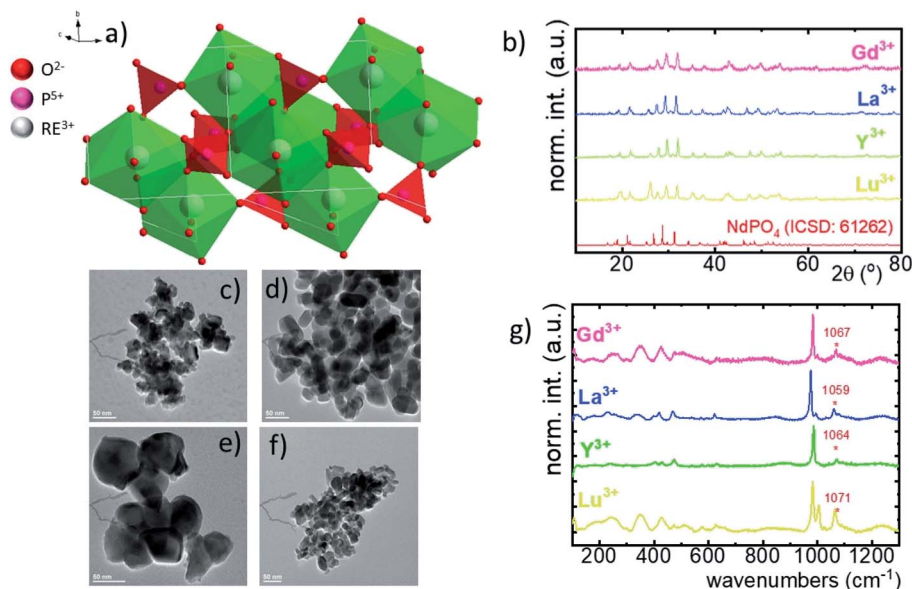 b
c
a)
O²⁻
P⁵⁺
RE³⁺
b)
norm. int. (a.u.)
Gd³⁺
La³⁺
Y³⁺
Lu³⁺
NdPO₄ (ICSD: 61262)
20 40 60 80
2θ (°)
c)
50 nm
d)
50 nm
e)
50 nm
f)
50 nm
g)
norm. int. (a.u.)
Gd³⁺
1067
*
La³⁺
1059
*
Y³⁺
1064
*
Lu³⁺
1071
*
200 400 600 800 1000 1200
wavenumbers (cm⁻¹)